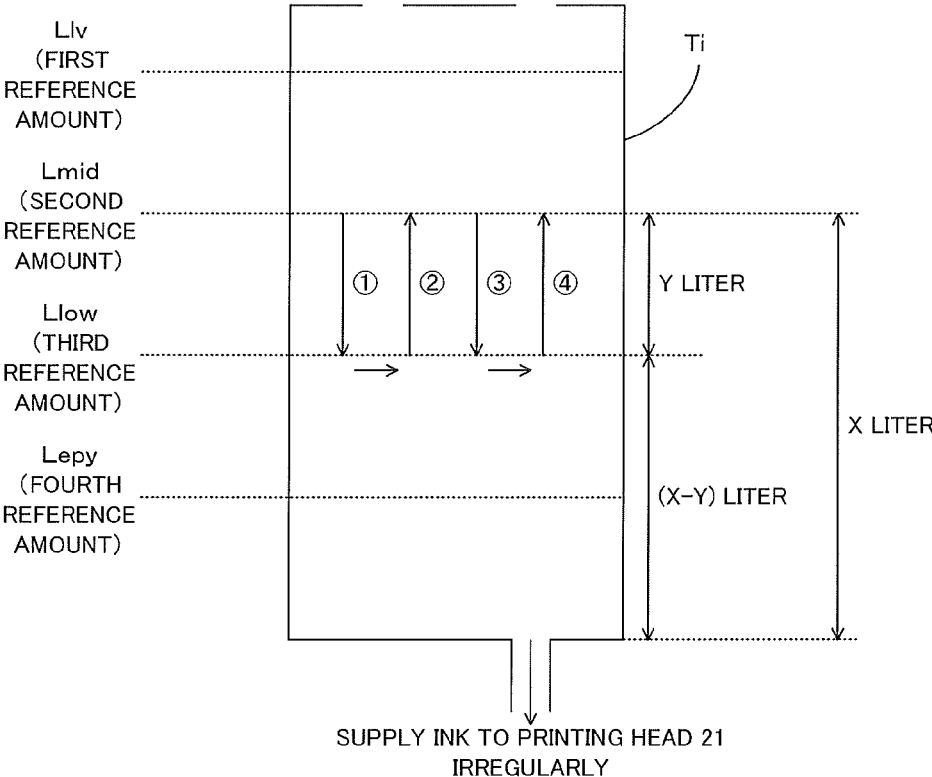 Llv
(FIRST
REFERENCE
AMOUNT)
Ti
Lmid
(SECOND
REFERENCE
AMOUNT)
① ② ③ ④
Y LITER
Llow
(THIRD
REFERENCE
AMOUNT)
X LITER
Lepy
(FOURTH
REFERENCE
AMOUNT)
(X-Y) LITER
SUPPLY INK TO PRINTING HEAD 21
IRREGULARLY